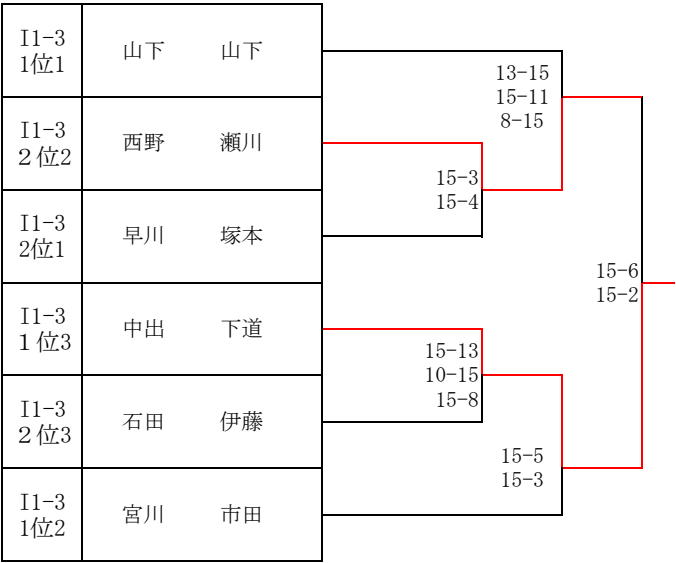 I1-3
1位1
山下 山下
I1-3
２位2
西野 瀬川
I1-3
2位1
早川 塚本
I1-3
１位3
中出 下道
I1-3
２位3
石田 伊藤
I1-3
1位2
宮川 市田
13-15
15-11
8-15
15-3
15-4
15-6
15-2
15-13
10-15
15-8
15-5
15-3